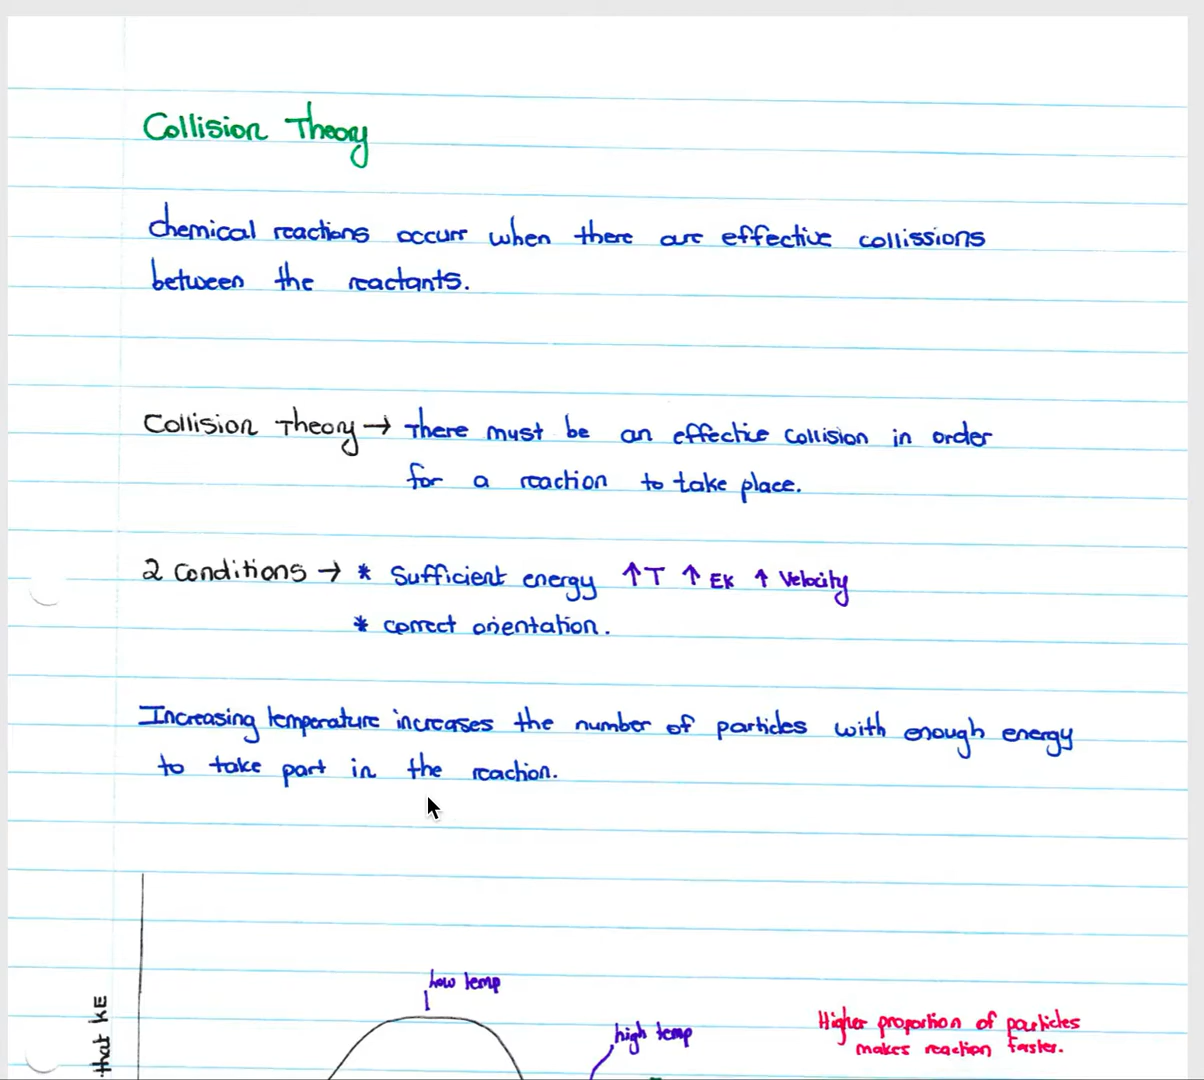 Collision Theory
chemical reactions occur when there are effective collissions
between the reactants.
Collision Theory → There must be an effective collision in order
for a reaction to take place.
2 conditions → * Sufficient energy ↑T ↑ EK ↑ Velocity
* correct orientation.
Increasing temperature increases the number of particles with enough energy
to take part in the reaction.
low temp
high temp
Higher proportion of particles
makes reaction faster.
that KE